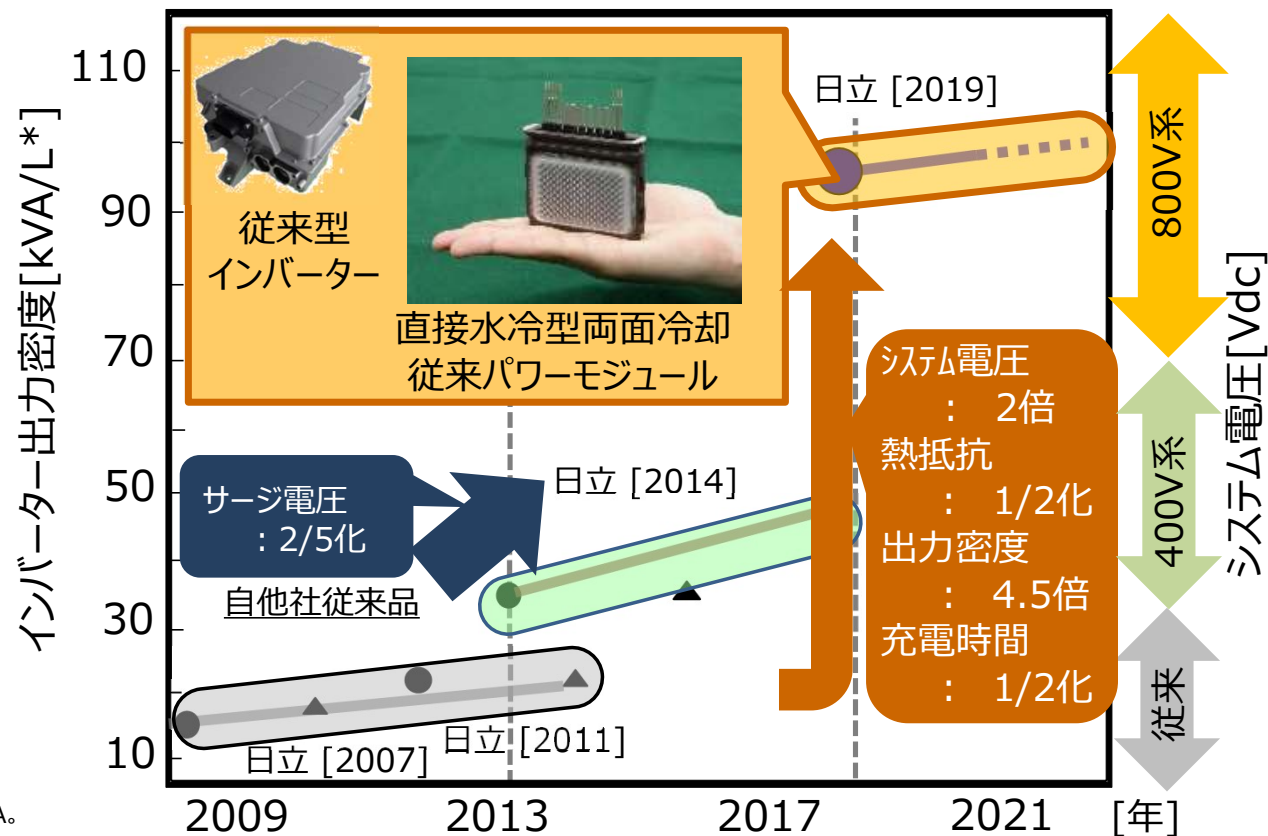 インバーター出力密度[kVA/L*]
110
90
70
50
30
10
従来型
インバーター
直接水冷型両面冷却
従来パワーモジュール
日立 [2019]
サージ電圧
：2/5化
自他社従来品
日立 [2014]
日立 [2007]
日立 [2011]
システム電圧
： 2倍
熱抵抗
： 1/2化
出力密度
： 4.5倍
充電時間
： 1/2化
800V系
400V系
従来
システム電圧[Vdc]
2009
2013
2017
2021
[年]
A。